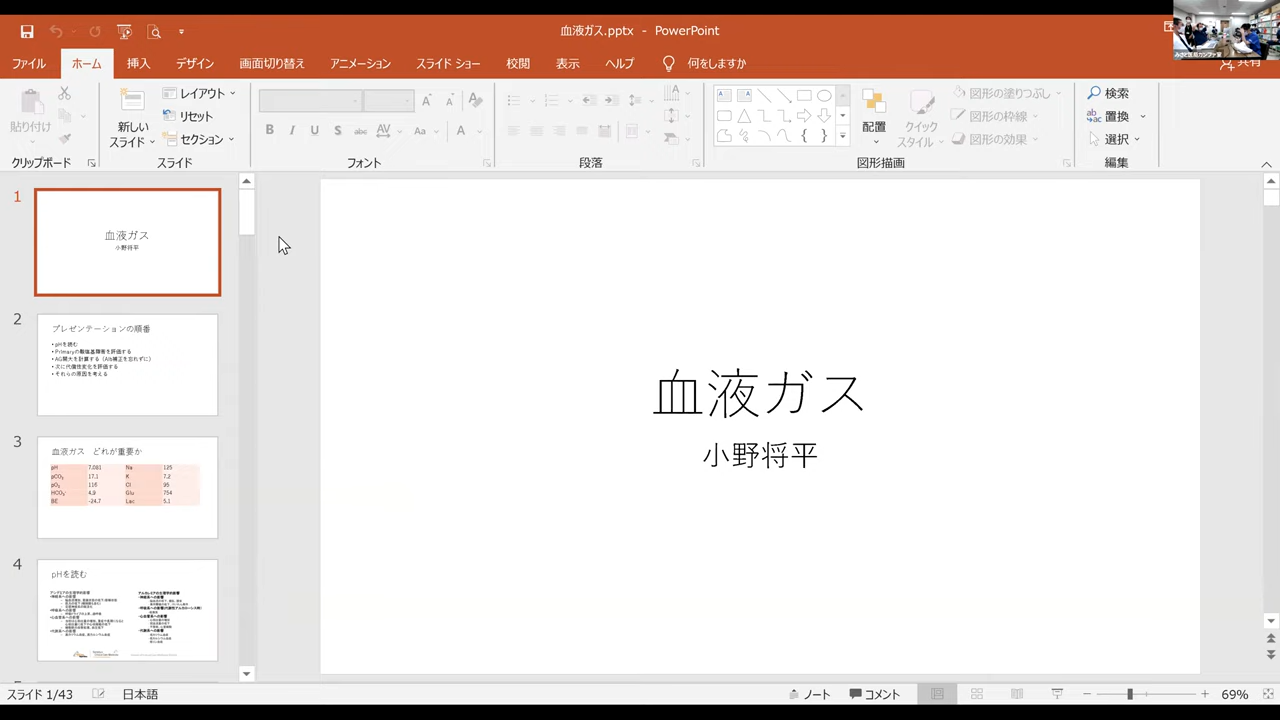 血液ガス.pptx - PowerPoint
ファイル ホーム 挿入 デザイン 画面切り替え アニメーション スライド ショー 校閲 表示 ヘルプ 何をしますか 共有
貼り付け
クリップボード
新しい
スライド
レイアウト
リセット
セクション
スライド
B I U S abc AV Aa A
フォント
段落
配置
クイック
スタイル
図形の塗りつぶし
図形の枠線
図形の効果
図形描画
検索
置換
選択
編集
1
血液ガス
小野将平
2
プレゼンテーションの順番
• pHを読む
• Primaryの酸塩基障害を評価する
• AG開大を計算する（Alb補正を忘れずに）
• 次に代償性変化を評価する
• それらの原因を考える
3
血液ガス どれが重要か
pH 7.081 Na 125
pCO₂ 17.1 K 7.2
pO₂ 116 Cl 95
HCO₃ 4.9 Glu 754
BE -24.7 Lac 5.1
4
pHを読む
血液ガス
小野将平
スライド 1/43 日本語 ノート コメント 69%